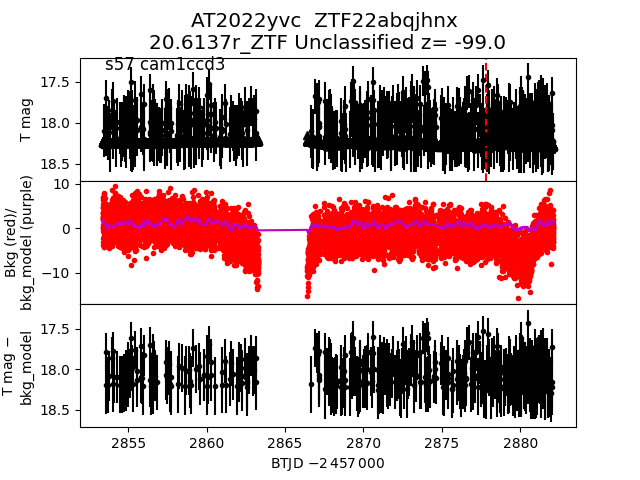 AT2022yvc ZTF22abqjhnx
20.6137r_ZTF Unclassified z= -99.0
s57 cam1ccd3
T mag
17.5
18.0
18.5
Bkg (red)/
bkg_model (purple)
10
0
−10
T mag −
bkg_model
17.5
18.0
18.5
2855 2860 2865 2870 2875 2880
BTJD −2 457 000